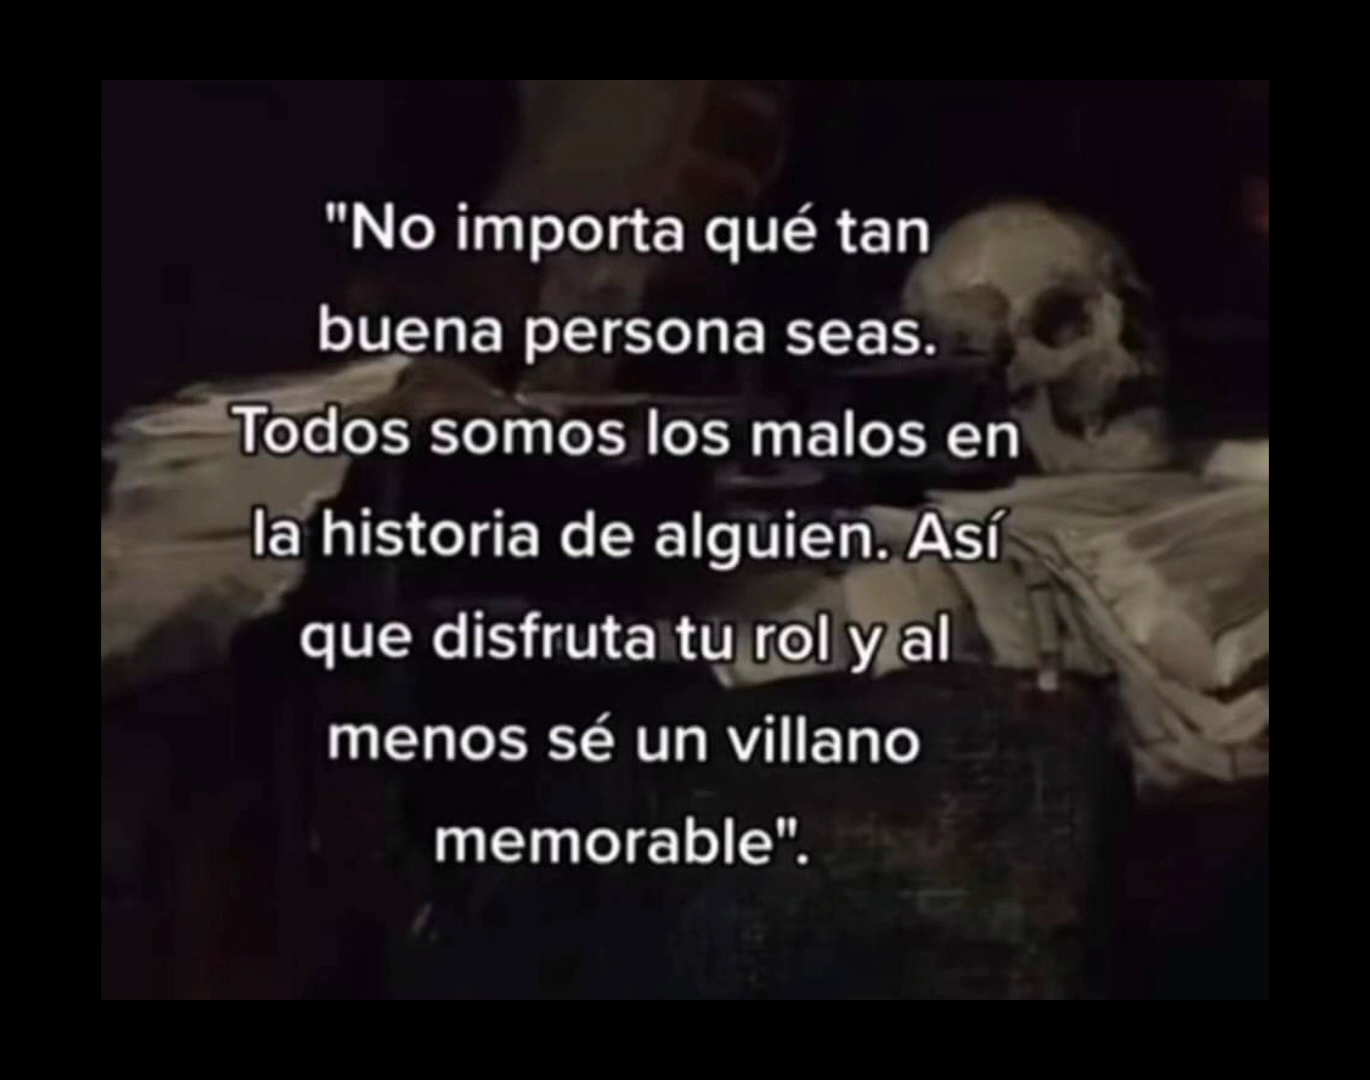 "No importa qué tan
buena persona seas.
Todos somos los malos en
la historia de alguien. Así
que disfruta tu rol y al
menos sé un villano
memorable".